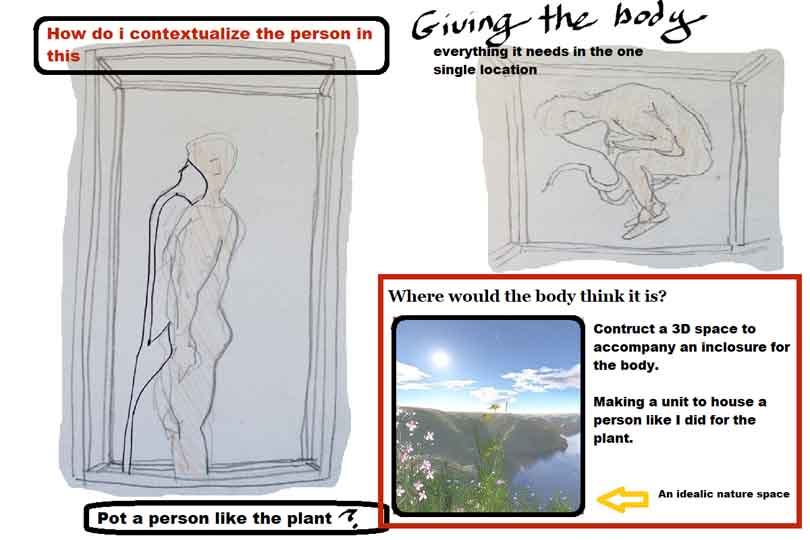 How do i contextualize the person in
this
Giving the body
everything it needs in the one
single location
Where would the body think it is?
Contruct a 3D space to
accompany an inclosure for
the body.
Making a unit to house a
person like I did for the
plant.
An idealic nature space
Pot a person like the plant ?.